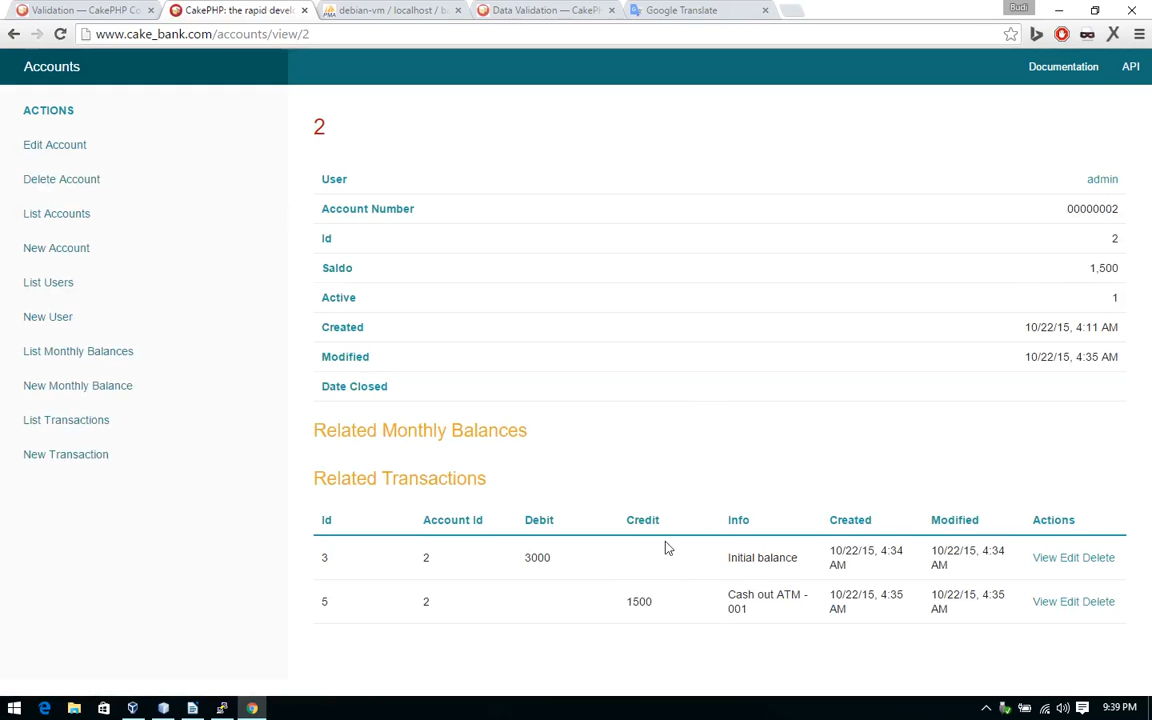 Validation — CakePHP Co
CakePHP: the rapid devel
debian-vm / localhost / b
Data Validation — CakePH
Google Translate
Budi
www.cake_bank.com/accounts/view/2
Accounts
Documentation
API
ACTIONS
Edit Account
Delete Account
List Accounts
New Account
List Users
New User
List Monthly Balances
New Monthly Balance
List Transactions
New Transaction
2
User admin
Account Number 00000002
Id 2
Saldo 1,500
Active 1
Created 10/22/15, 4:11 AM
Modified 10/22/15, 4:35 AM
Date Closed
Related Monthly Balances
Related Transactions
Id Account Id Debit Credit Info Created Modified Actions
3 2 3000 Initial balance 10/22/15, 4:34 AM 10/22/15, 4:34 AM View Edit Delete
5 2 1500 Cash out ATM - 001 10/22/15, 4:35 AM 10/22/15, 4:35 AM View Edit Delete
9:39 PM